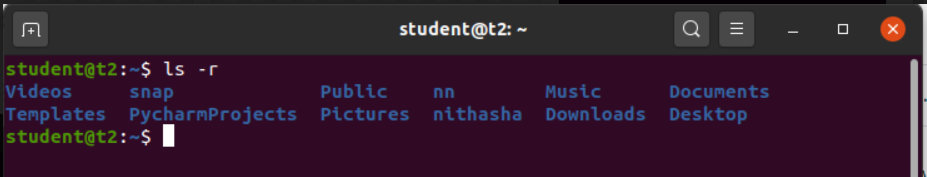 student@t2: ~
student@t2:~$ ls -r
Videos snap Public nn Music Documents
Templates PycharmProjects Pictures nithasha Downloads Desktop
student@t2:~$